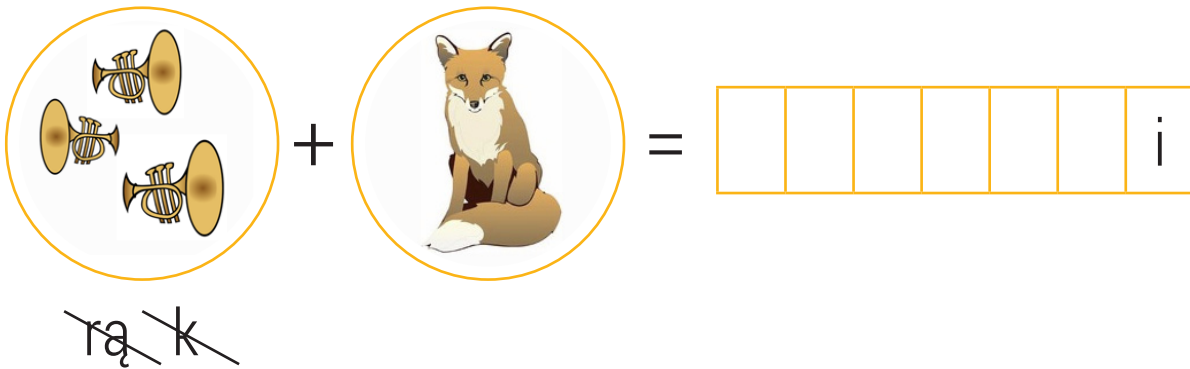 + = i
rą k